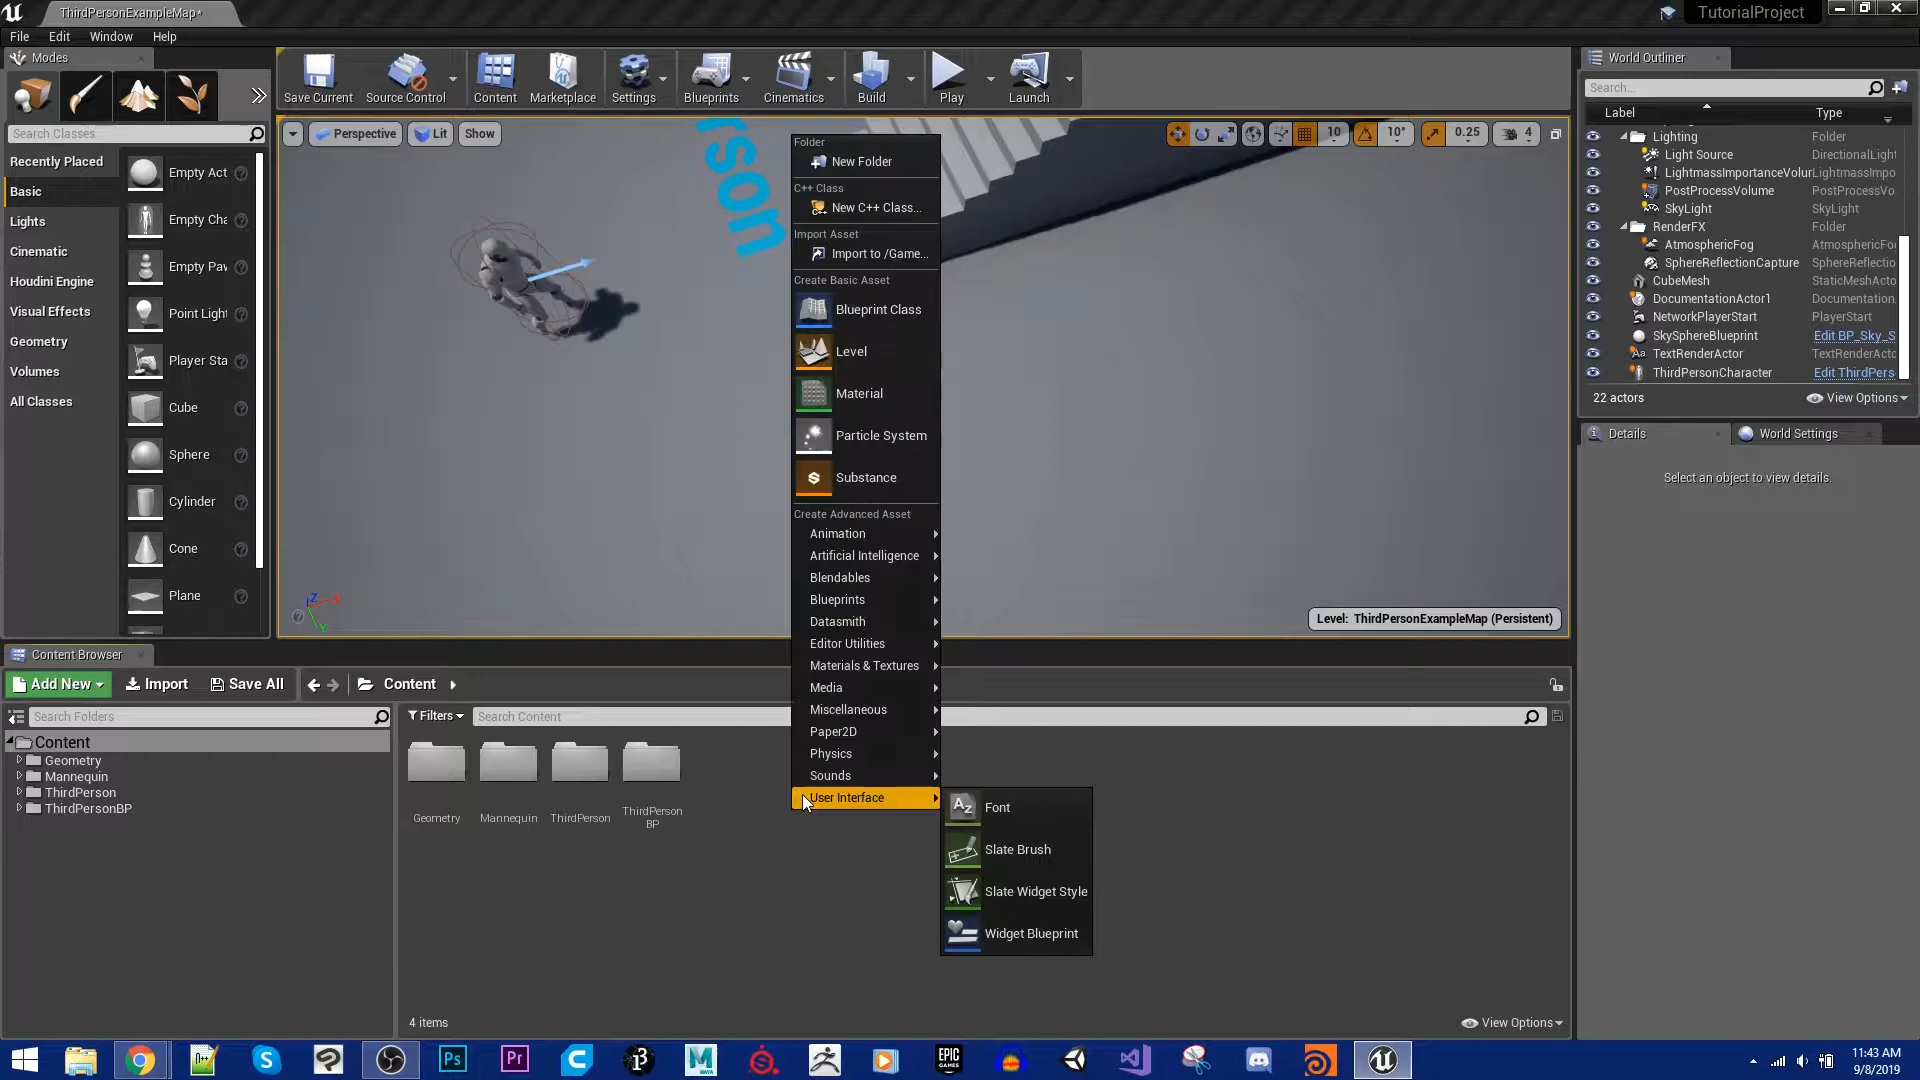 ThirdPersonExampleMap*
TutorialProject
File Edit Window Help
Modes
Search Classes
Recently Placed
Basic
Lights
Cinematic
Houdini Engine
Visual Effects
Geometry
Volumes
All Classes
Empty Act
Empty Cha
Empty Pav
Point Light
Player Sta
Cube
Sphere
Cylinder
Cone
Plane
Save Current
Source Control
Content
Marketplace
Settings
Blueprints
Cinematics
Build
Play
Launch
Perspective
Lit
Show
10
10°
0.25
4
rson
Level: ThirdPersonExampleMap (Persistent)
Folder
New Folder
C++ Class
New C++ Class...
Import Asset
Import to /Game...
Create Basic Asset
Blueprint Class
Level
Material
Particle System
Substance
Create Advanced Asset
Animation
Artificial Intelligence
Blendables
Blueprints
Datasmith
Editor Utilities
Materials & Textures
Media
Miscellaneous
Paper2D
Physics
Sounds
User Interface
Font
Slate Brush
Slate Widget Style
Widget Blueprint
World Outliner
Search...
Label Type
Lighting Folder
Light Source DirectionalLight
LightmassImportanceVolur LightmassImpo
PostProcessVolume PostProcessVo
SkyLight SkyLight
RenderFX Folder
AtmosphericFog AtmosphericFo
SphereReflectionCapture SphereReflectio
CubeMesh StaticMeshActo
DocumentationActor1 Documentation
NetworkPlayerStart PlayerStart
SkySphereBlueprint Edit BP_Sky_S
TextRenderActor TextRenderActo
ThirdPersonCharacter Edit ThirdPers
22 actors
View Options
Details
World Settings
Select an object to view details.
Content Browser
Add New
Import
Save All
Content
Search Folders
Content
Geometry
Mannequin
ThirdPerson
ThirdPersonBP
Filters
Search Content
Geometry
Mannequin
ThirdPerson
ThirdPerson
BP
4 items
View Options
Ps
Pr
MAYA
EPIC
GAMES
11:43 AM
9/8/2019